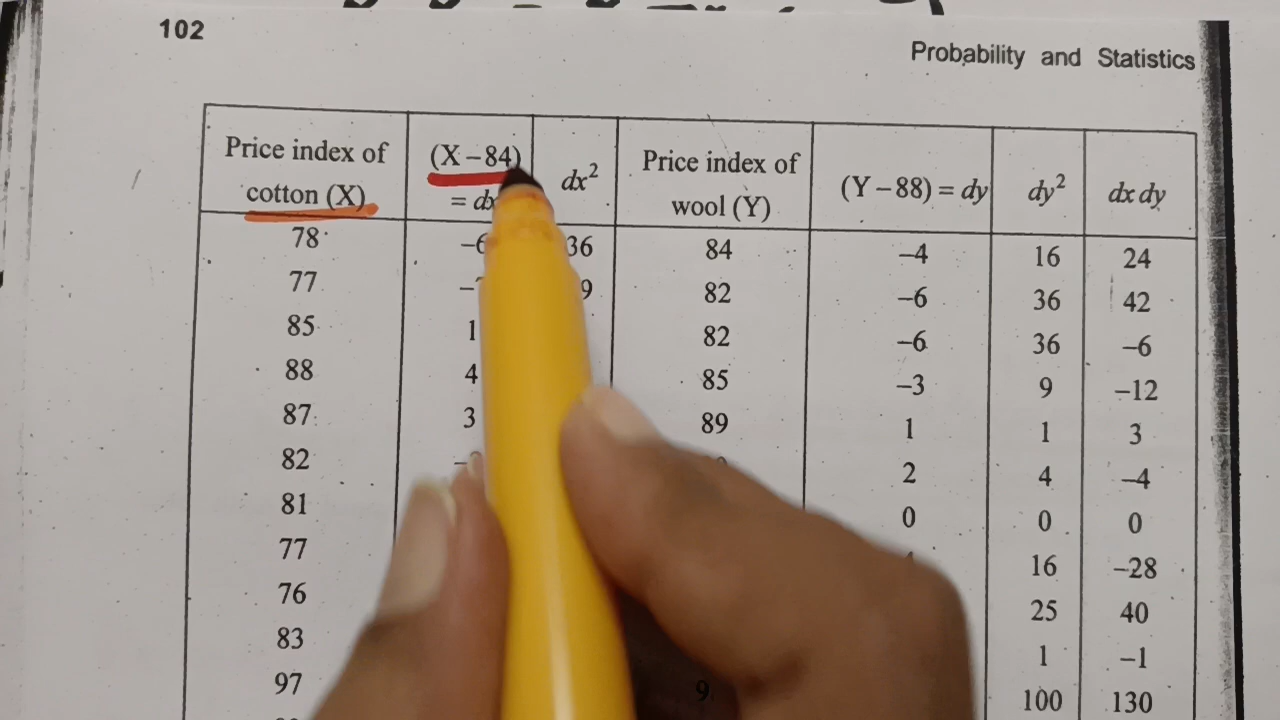 102
Probability and Statistics
Price index of cotton (X) (X – 84) = dx dx² Price index of wool (Y) (Y – 88) = dy dy² dx dy
78 –6 36 84 –4 16 24
77 82 –6 36 42
85 1 82 –6 36 –6
88 4 85 –3 9 –12
87 3 89 1 1 3
82 2 4 –4
81 0 0 0
77 16 –28
76 25 40
83 1 –1
97 100 130